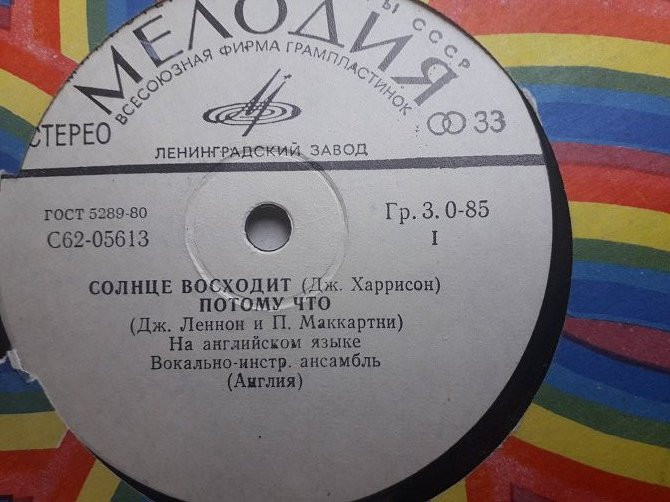 Ы СССР
МЕЛОДИЯ
ВСЕСОЮЗНАЯ ФИРМА ГРАМПЛАСТИНОК
СТЕРЕО
33
ЛЕНИНГРАДСКИЙ ЗАВОД
ГОСТ 5289-80
Гр. 3. 0-85
С62-05613
I
СОЛНЦЕ ВОСХОДИТ (Дж. Харрисон)
ПОТОМУ ЧТО
(Дж. Леннон и П. Маккартни)
На английском языке
Вокально-инстр. ансамбль
(Англия)